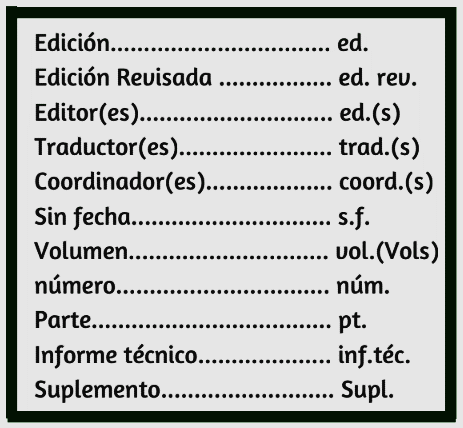 Edición................................ ed.
Edición Revisada ................. ed. rev.
Editor(es)............................ ed.(s)
Traductor(es)...................... trad.(s)
Coordinador(es).................. coord.(s)
Sin fecha............................. s.f.
Volumen............................. vol.(Vols)
número............................... núm.
Parte................................... pt.
Informe técnico................... inf.téc.
Suplemento......................... Supl.